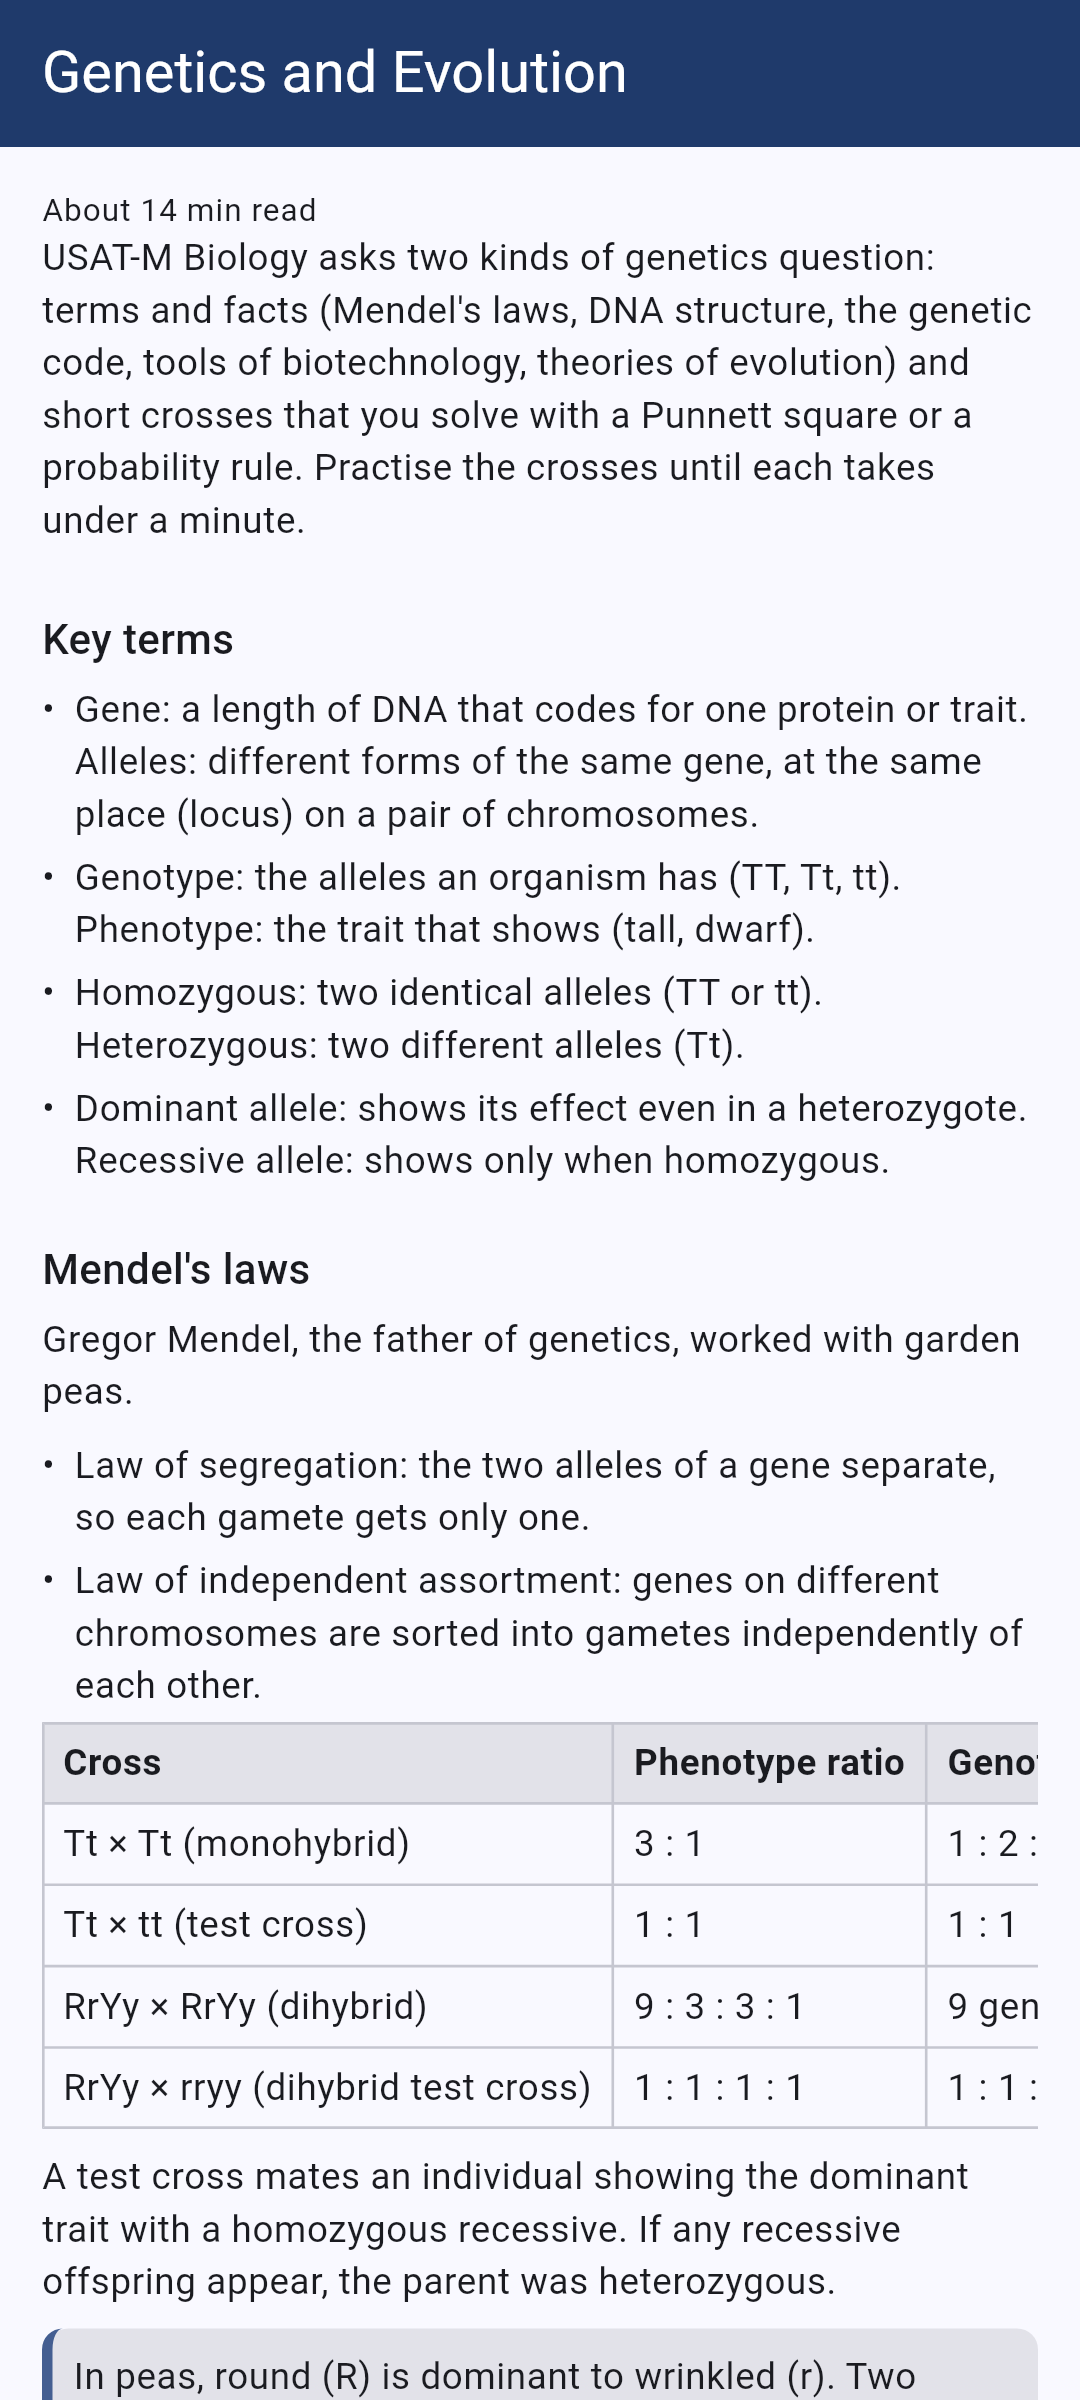 Genetics and Evolution
About 14 min read
USAT-M Biology asks two kinds of genetics question:
terms and facts (Mendel's laws, DNA structure, the genetic
code, tools of biotechnology, theories of evolution) and
short crosses that you solve with a Punnett square or a
probability rule. Practise the crosses until each takes
under a minute.
Key terms
• Gene: a length of DNA that codes for one protein or trait.
Alleles: different forms of the same gene, at the same
place (locus) on a pair of chromosomes.
• Genotype: the alleles an organism has (TT, Tt, tt).
Phenotype: the trait that shows (tall, dwarf).
• Homozygous: two identical alleles (TT or tt).
Heterozygous: two different alleles (Tt).
• Dominant allele: shows its effect even in a heterozygote.
Recessive allele: shows only when homozygous.
Mendel's laws
Gregor Mendel, the father of genetics, worked with garden
peas.
• Law of segregation: the two alleles of a gene separate,
so each gamete gets only one.
• Law of independent assortment: genes on different
chromosomes are sorted into gametes independently of
each other.
Cross Phenotype ratio
Tt × Tt (monohybrid) 3 : 1 1 : 2 :
Tt × tt (test cross) 1 : 1 1 : 1
RrYy × RrYy (dihybrid) 9 : 3 : 3 : 1 9 gen
RrYy × rryy (dihybrid test cross) 1 : 1 : 1 : 1 1 : 1 :
A test cross mates an individual showing the dominant
trait with a homozygous recessive. If any recessive
offspring appear, the parent was heterozygous.
In peas, round (R) is dominant to wrinkled (r). Two